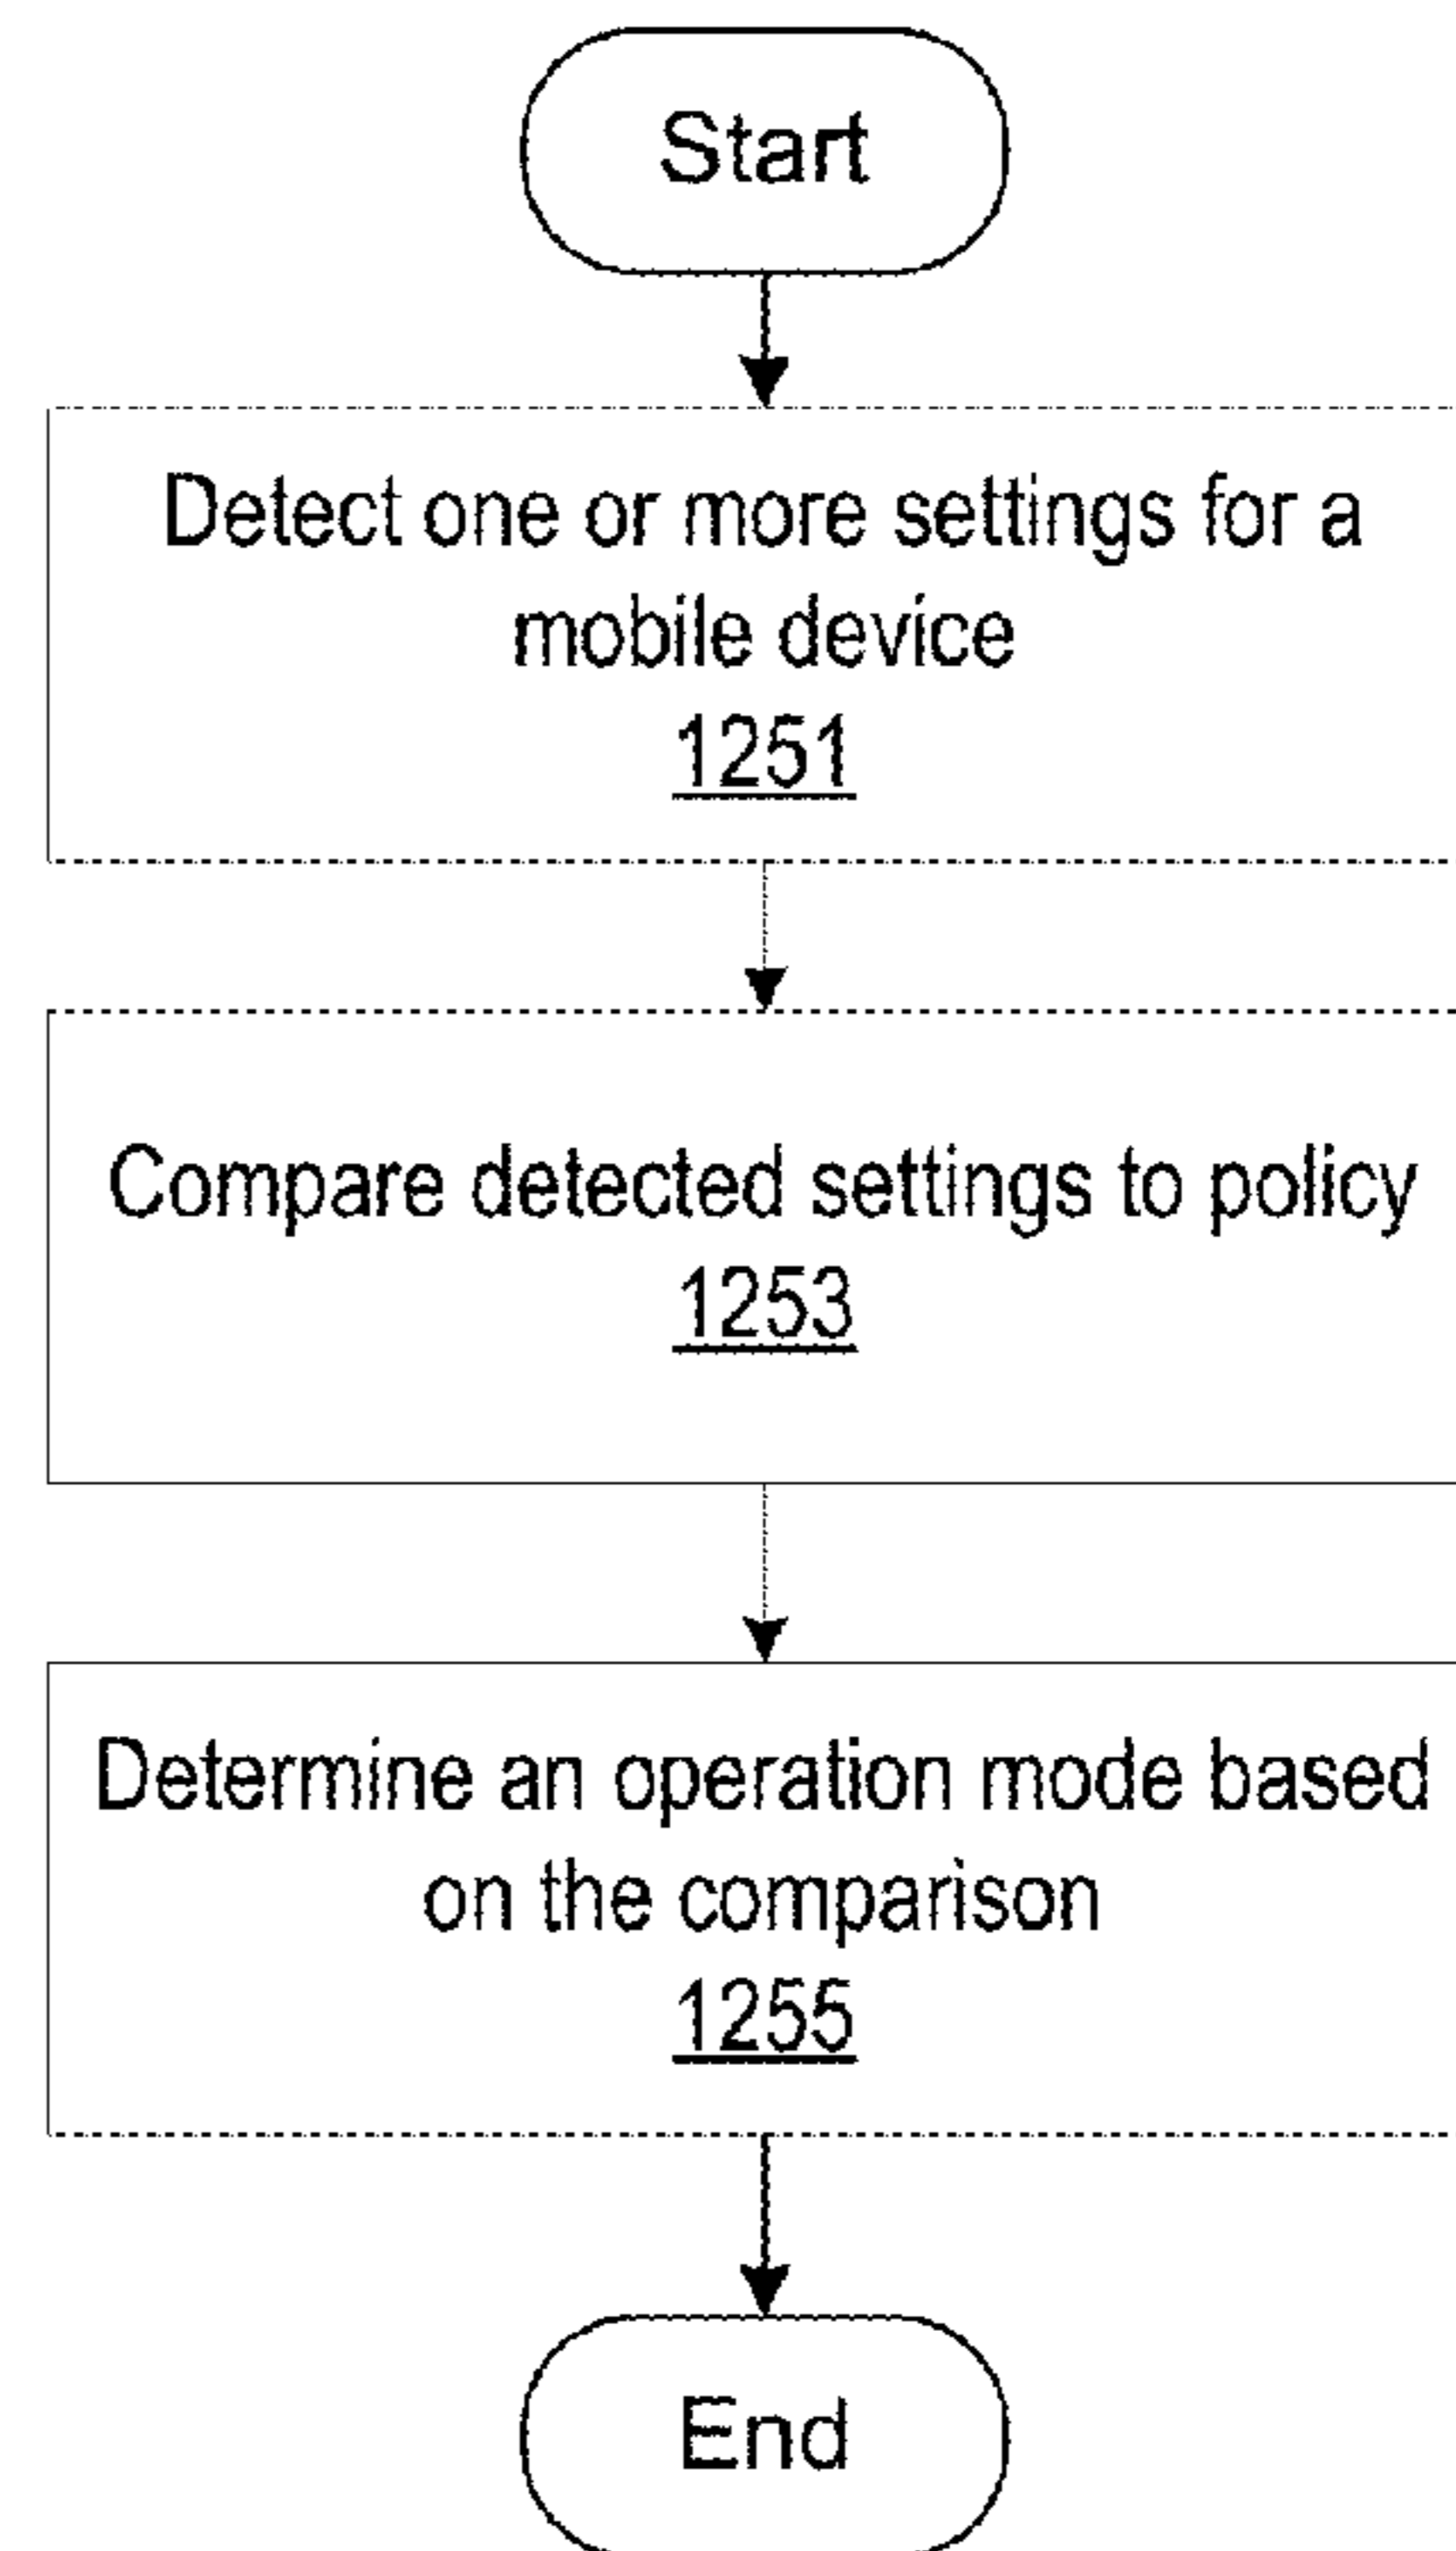 Start
Detect one or more settings for a
mobile device
1251
Compare detected settings to policy
1253
Determine an operation mode based
on the comparison
1255
End